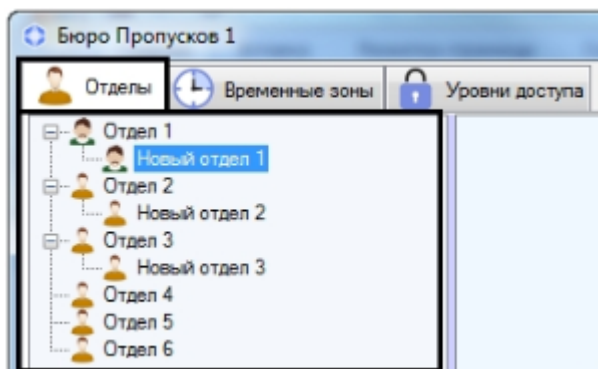 Бюро Пропусков 1
Отделы Временные зоны Уровни доступа
Отдел 1
Новый отдел 1
Отдел 2
Новый отдел 2
Отдел 3
Новый отдел 3
Отдел 4
Отдел 5
Отдел 6